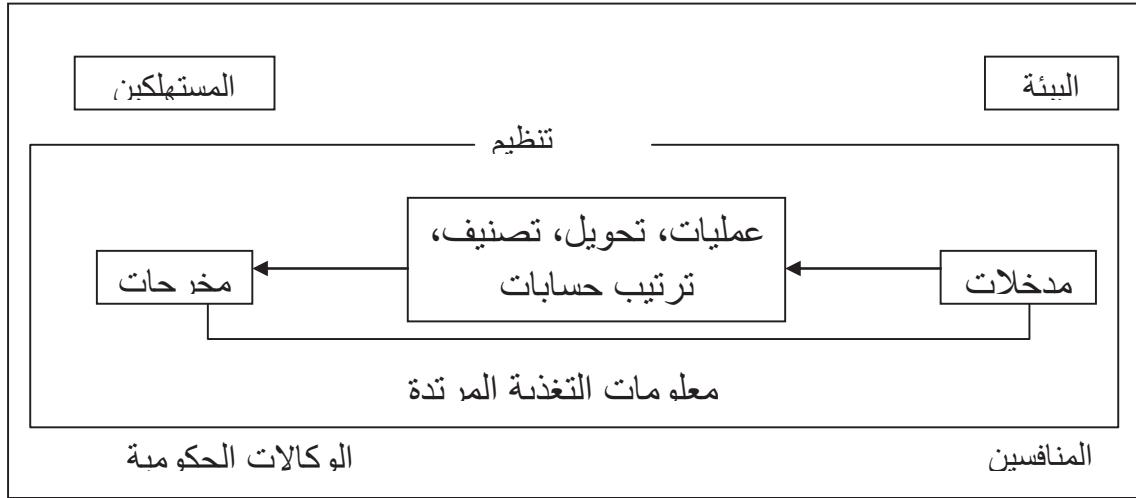 البيئة
المستهلكين
تنظيم
مدخلات
عمليات، تحويل، تصنيف،
ترتيب حسابات
مخرجات
معلومات التغذية المرتدة
المنافسين
الوكالات الحكومية